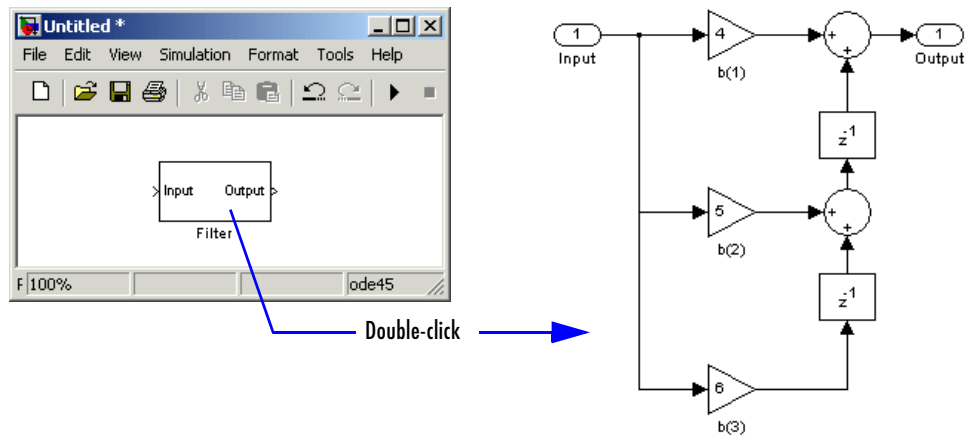 Untitled *
File Edit View Simulation Format Tools Help
Input Output
Filter
F 100% ode45
Double-click
1
Input
4
b(1)
+
+
1
Output
z-1
5
b(2)
+
+
z-1
6
b(3)